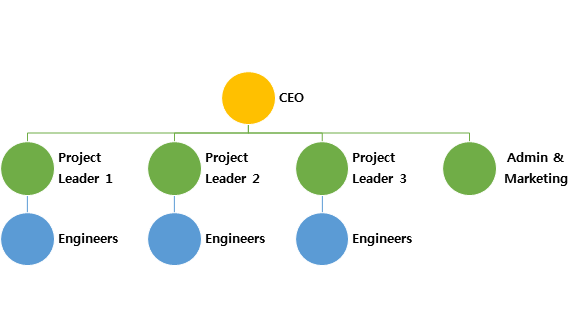 CEO
Project
Leader 1
Project
Leader 2
Project
Leader 3
Admin &
Marketing
Engineers
Engineers
Engineers